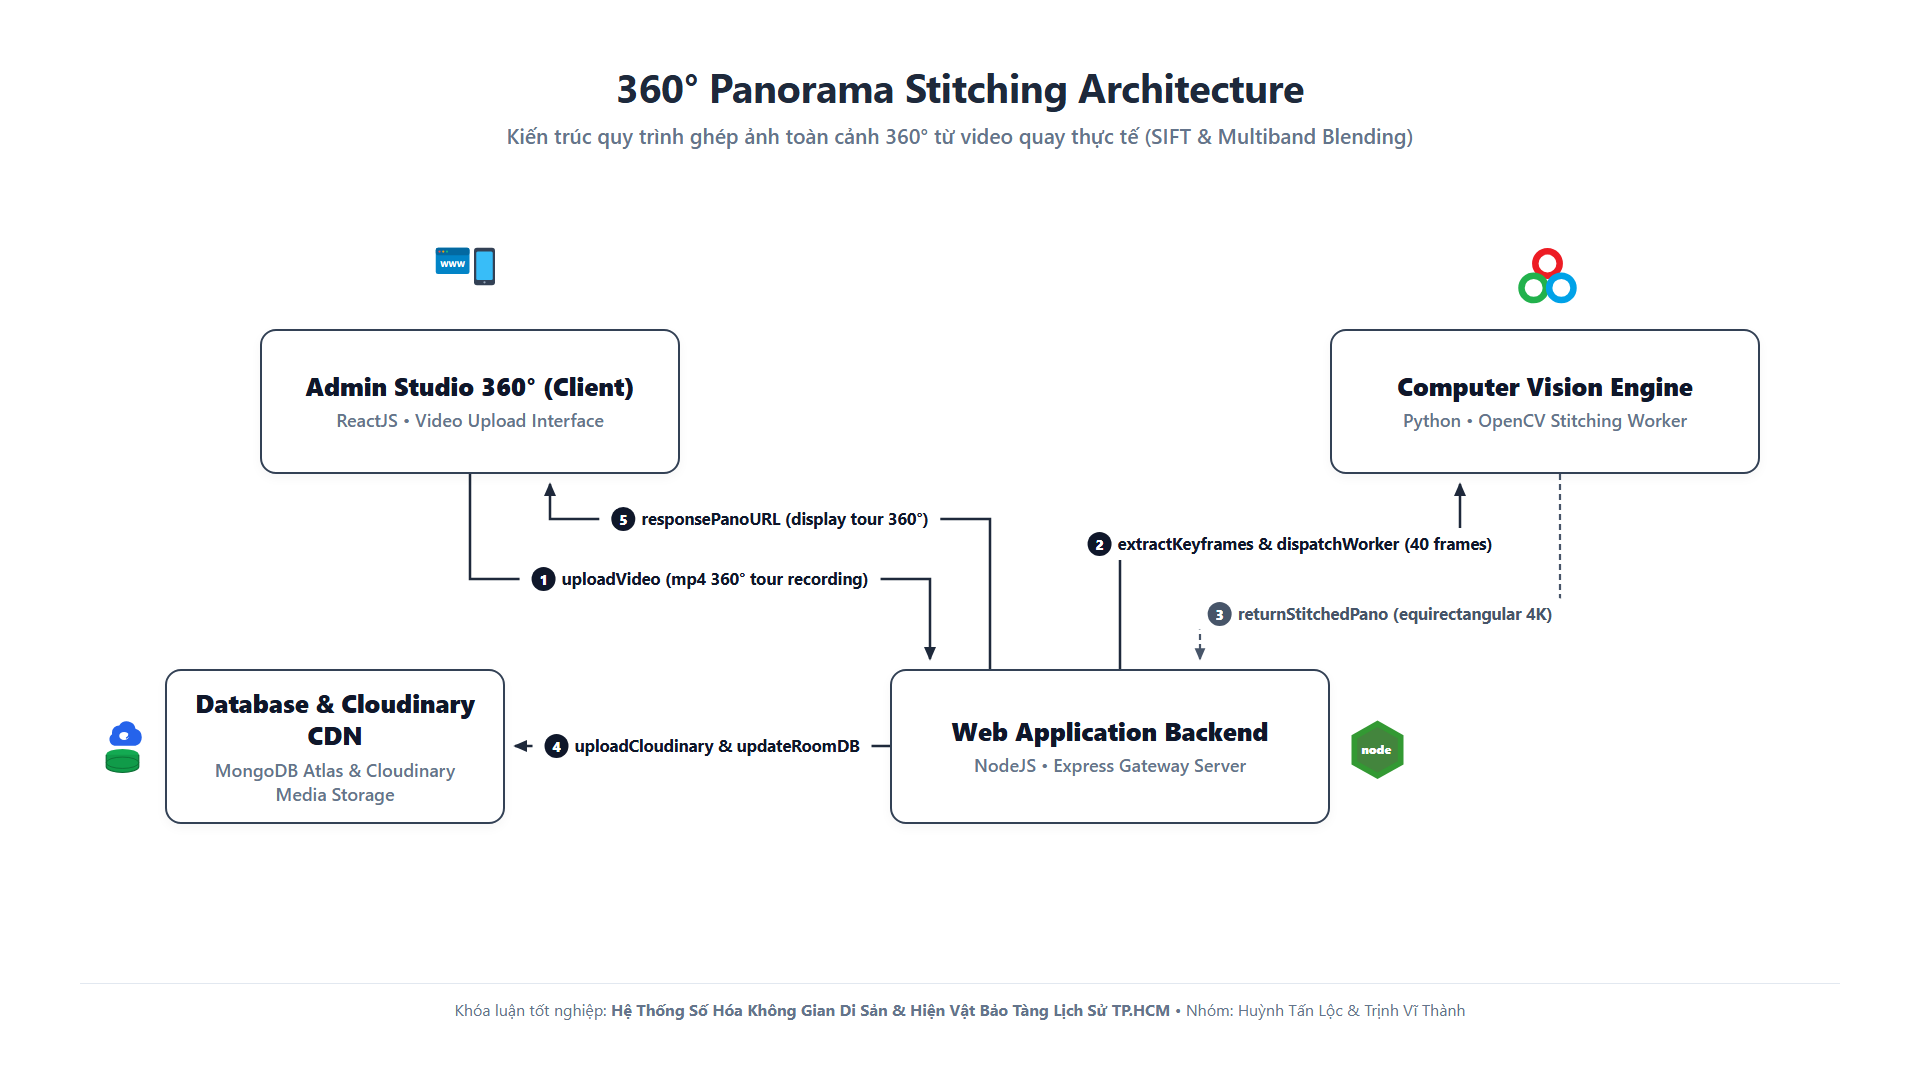 360° Panorama Stitching Architecture
Kiến trúc quy trình ghép ảnh toàn cảnh 360° từ video quay thực tế (SIFT & Multiband Blending)
www
Admin Studio 360° (Client)
ReactJS • Video Upload Interface
Computer Vision Engine
Python • OpenCV Stitching Worker
5 responsePanoURL (display tour 360°)
2 extractKeyframes & dispatchWorker (40 frames)
1 uploadVideo (mp4 360° tour recording)
3 returnStitchedPano (equirectangular 4K)
Database & Cloudinary
CDN
MongoDB Atlas & Cloudinary
Media Storage
4 uploadCloudinary & updateRoomDB
Web Application Backend
NodeJS • Express Gateway Server
node
Khóa luận tốt nghiệp: Hệ Thống Số Hóa Không Gian Di Sản & Hiện Vật Bảo Tàng Lịch Sử TP.HCM • Nhóm: Huỳnh Tấn Lộc & Trịnh Vĩ Thành